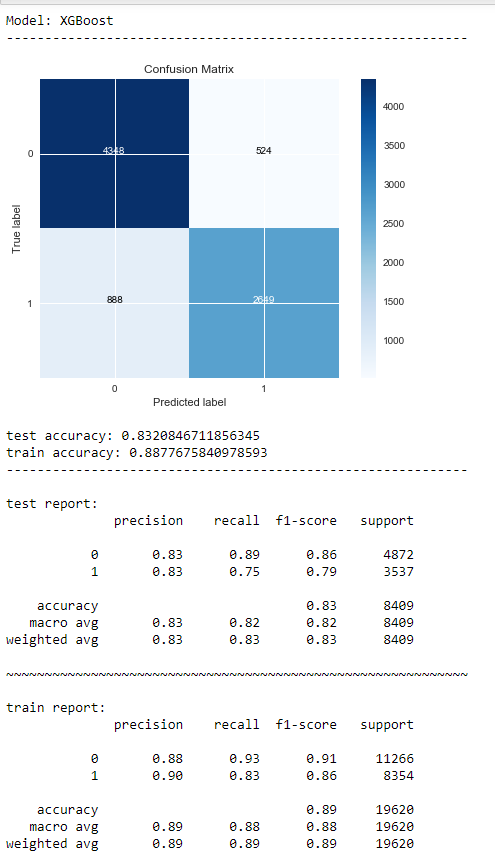 Model: XGBoost
------------------------------------------------------------
Confusion Matrix
4348 524
888 2649
0
1
True label
0 1
Predicted label
4000
3500
3000
2500
2000
1500
1000
test accuracy: 0.8320846711856345
train accuracy: 0.8877675840978593
------------------------------------------------------------
test report:
precision recall f1-score support
0 0.83 0.89 0.86 4872
1 0.83 0.75 0.79 3537
accuracy 0.83 8409
macro avg 0.83 0.82 0.82 8409
weighted avg 0.83 0.83 0.83 8409
~~~~~~~~~~~~~~~~~~~~~~~~~~~~~~~~~~~~~~~~~~~~~~~~~~~~~~~~~~~~
train report:
precision recall f1-score support
0 0.88 0.93 0.91 11266
1 0.90 0.83 0.86 8354
accuracy 0.89 19620
macro avg 0.89 0.88 0.88 19620
weighted avg 0.89 0.89 0.89 19620